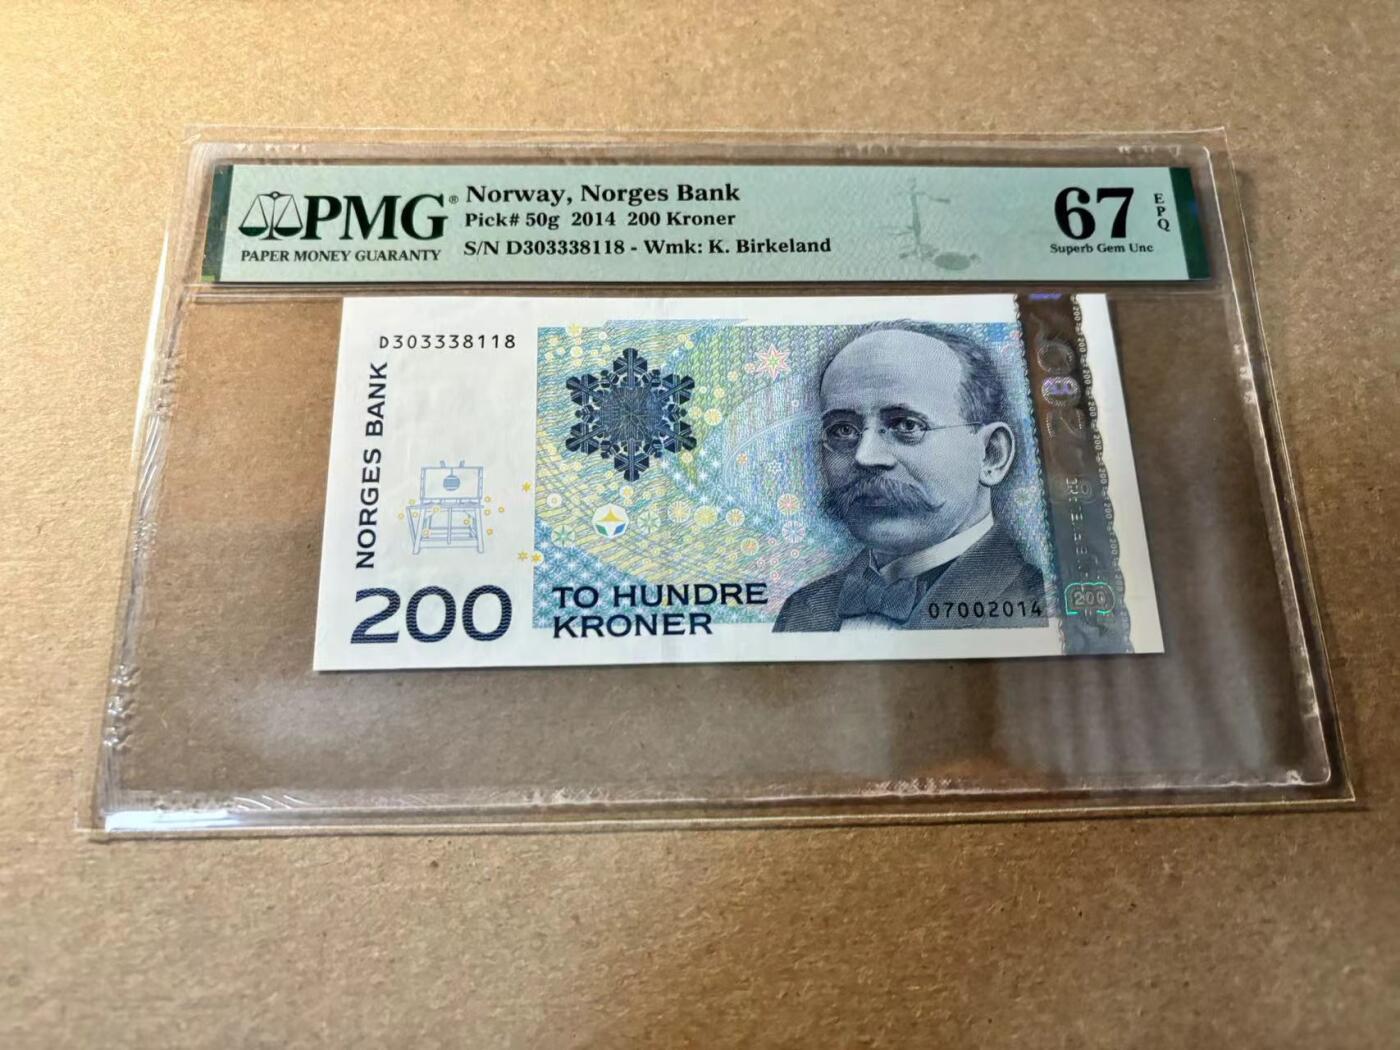 PMG®
PAPER MONEY GUARANTY
Norway, Norges Bank
Pick# 50g 2014 200 Kroner
S/N D303338118 - Wmk: K. Birkeland
67
EPQ
Superb Gem Unc
D303338118
NORGES BANK
200
TO HUNDRE
KRONER
07002014
200